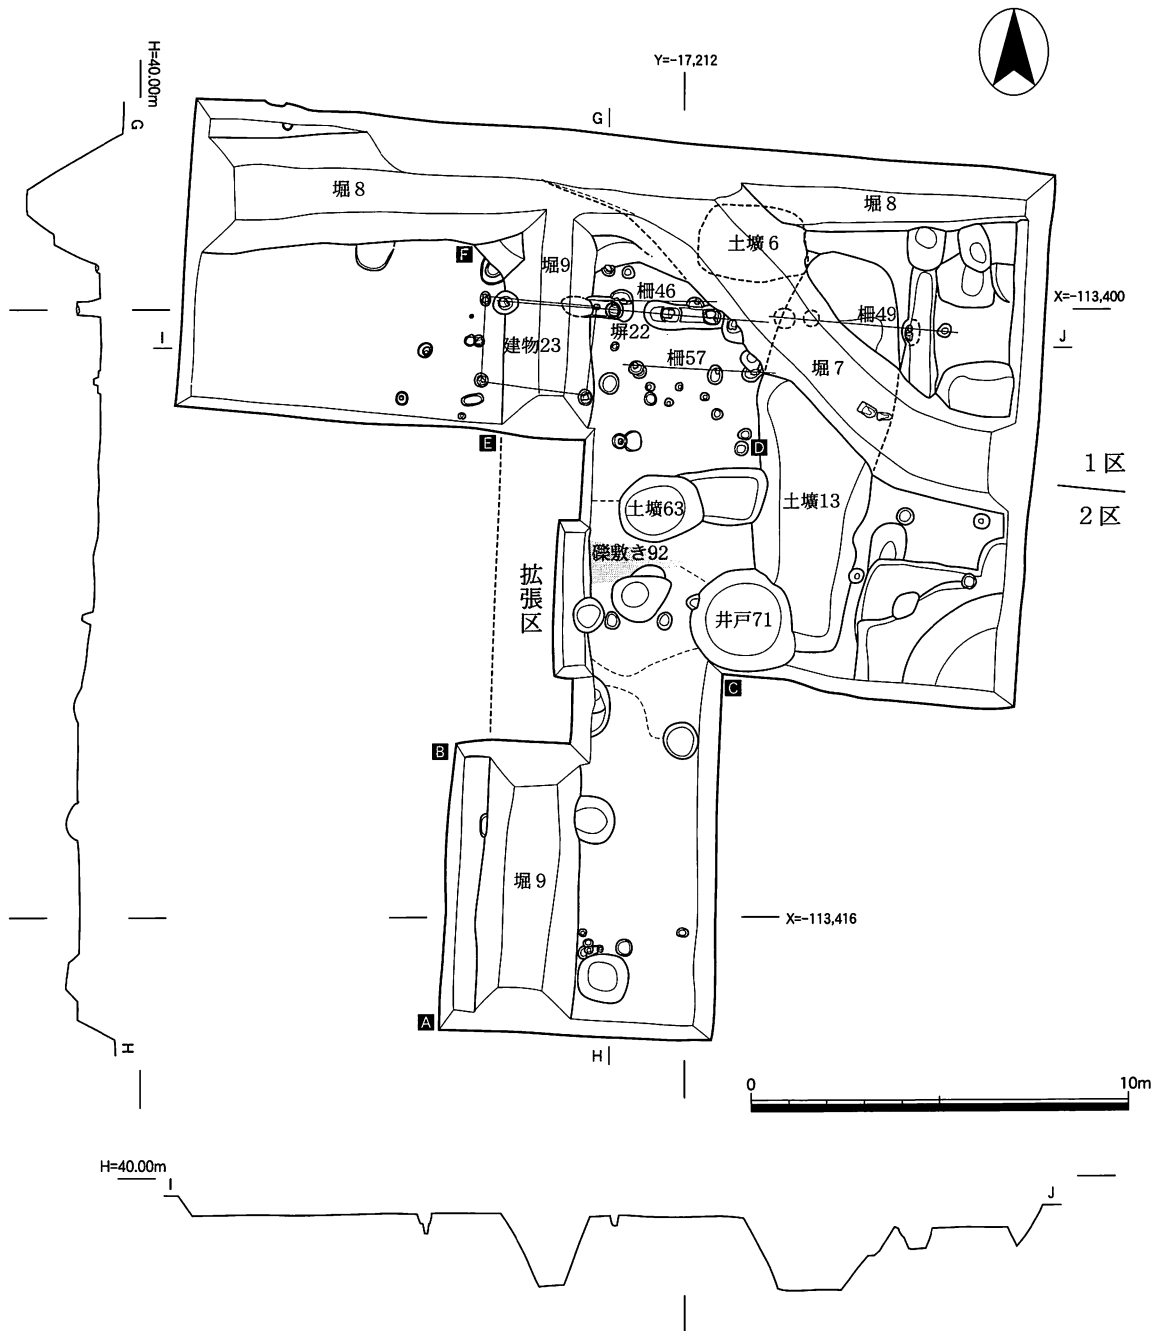 H=40.00m
G
Y=-17,212
G
堀8
堀8
土壙6
F
堀9
柵46
X=-113,400
柵49
I
建物23
塀22
J
柵57
堀7
E
D
1区
土壙63
土壙13
2区
礫敷き92
拡張区
井戸71
C
B
堀9
X=-113,416
A
H
H
0 10m
H=40.00m
I
J